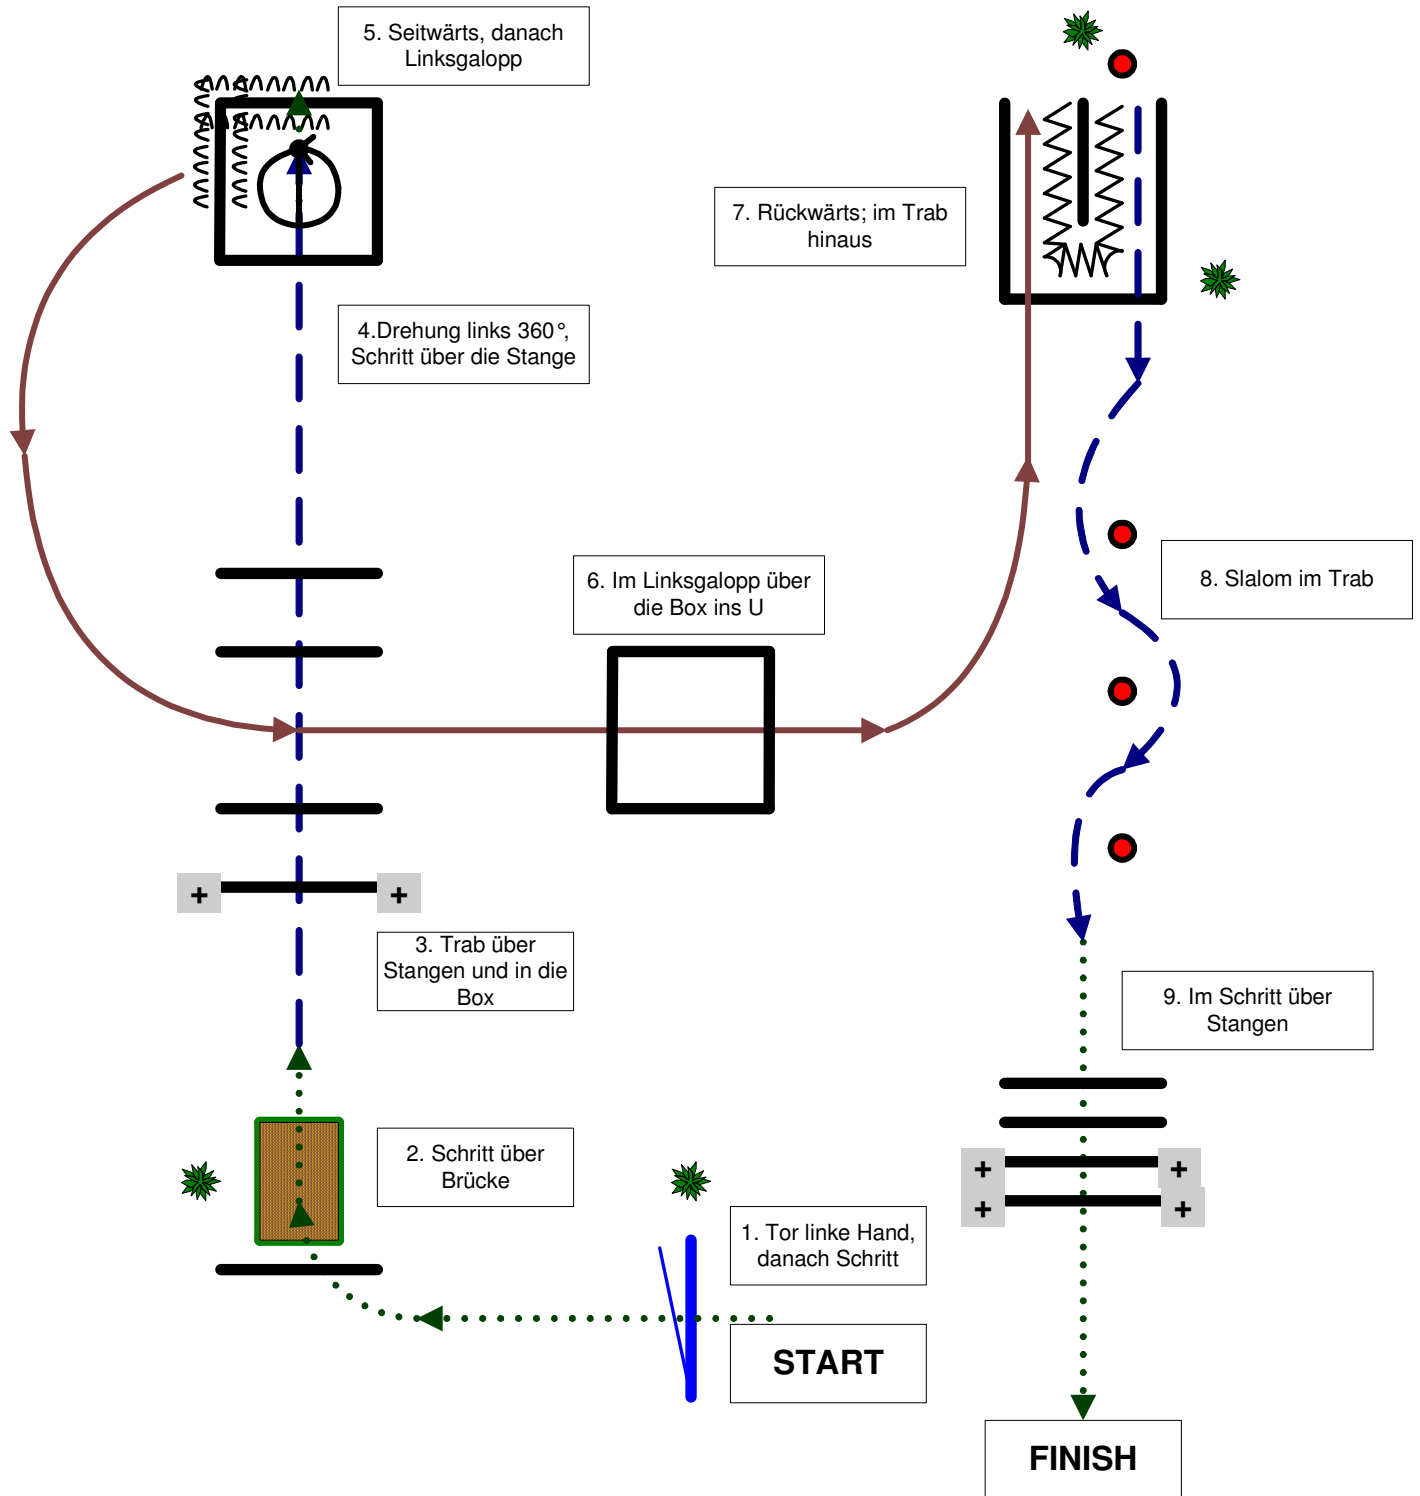 5. Seitwärts, danach
Linksgalopp
7. Rückwärts; im Trab
hinaus
4.Drehung links 360°,
Schritt über die Stange
6. Im Linksgalopp über
die Box ins U
8. Slalom im Trab
+ +
3. Trab über
Stangen und in die
Box
9. Im Schritt über
Stangen
2. Schritt über
Brücke
+ +
+ +
1. Tor linke Hand,
danach Schritt
START
FINISH